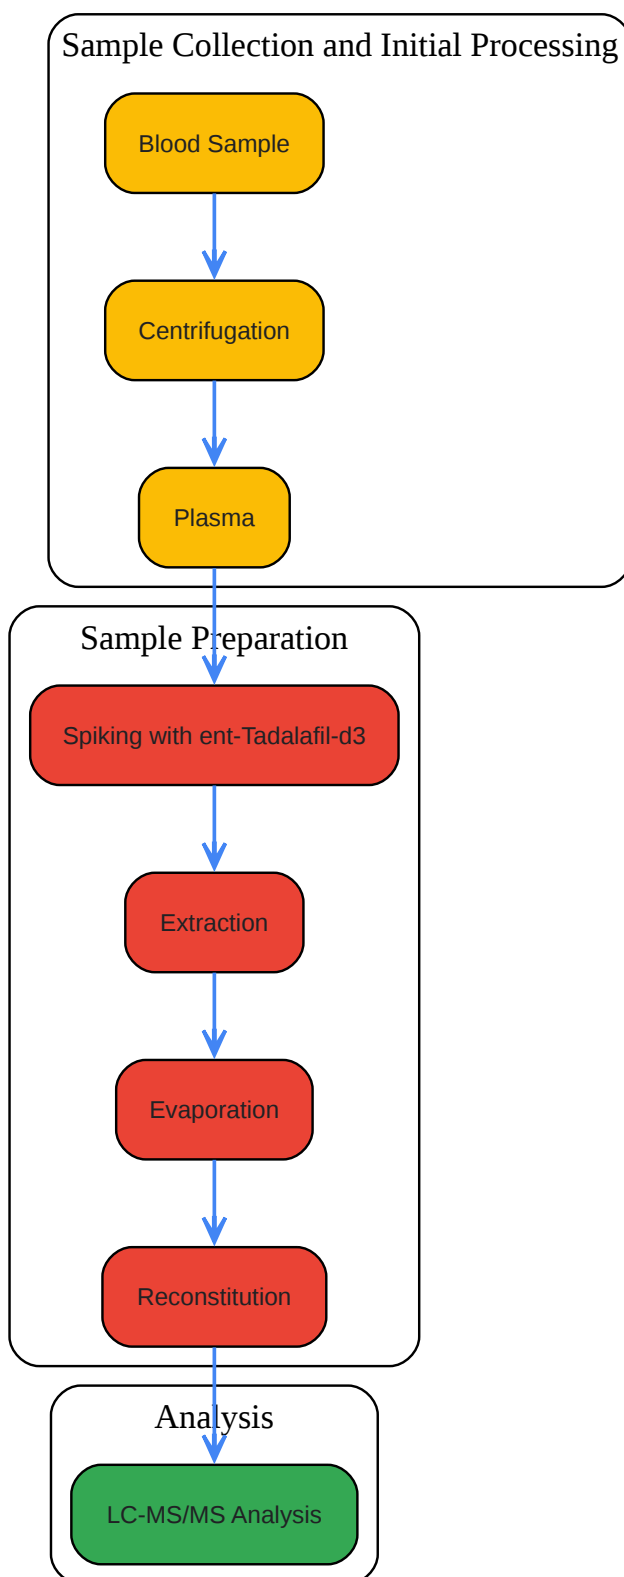 Sample Collection and Initial Processing
Blood Sample
Centrifugation
Plasma
Sample Preparation
Spiking with ent-Tadalafil-d3
Extraction
Evaporation
Reconstitution
Analysis
LC-MS/MS Analysis